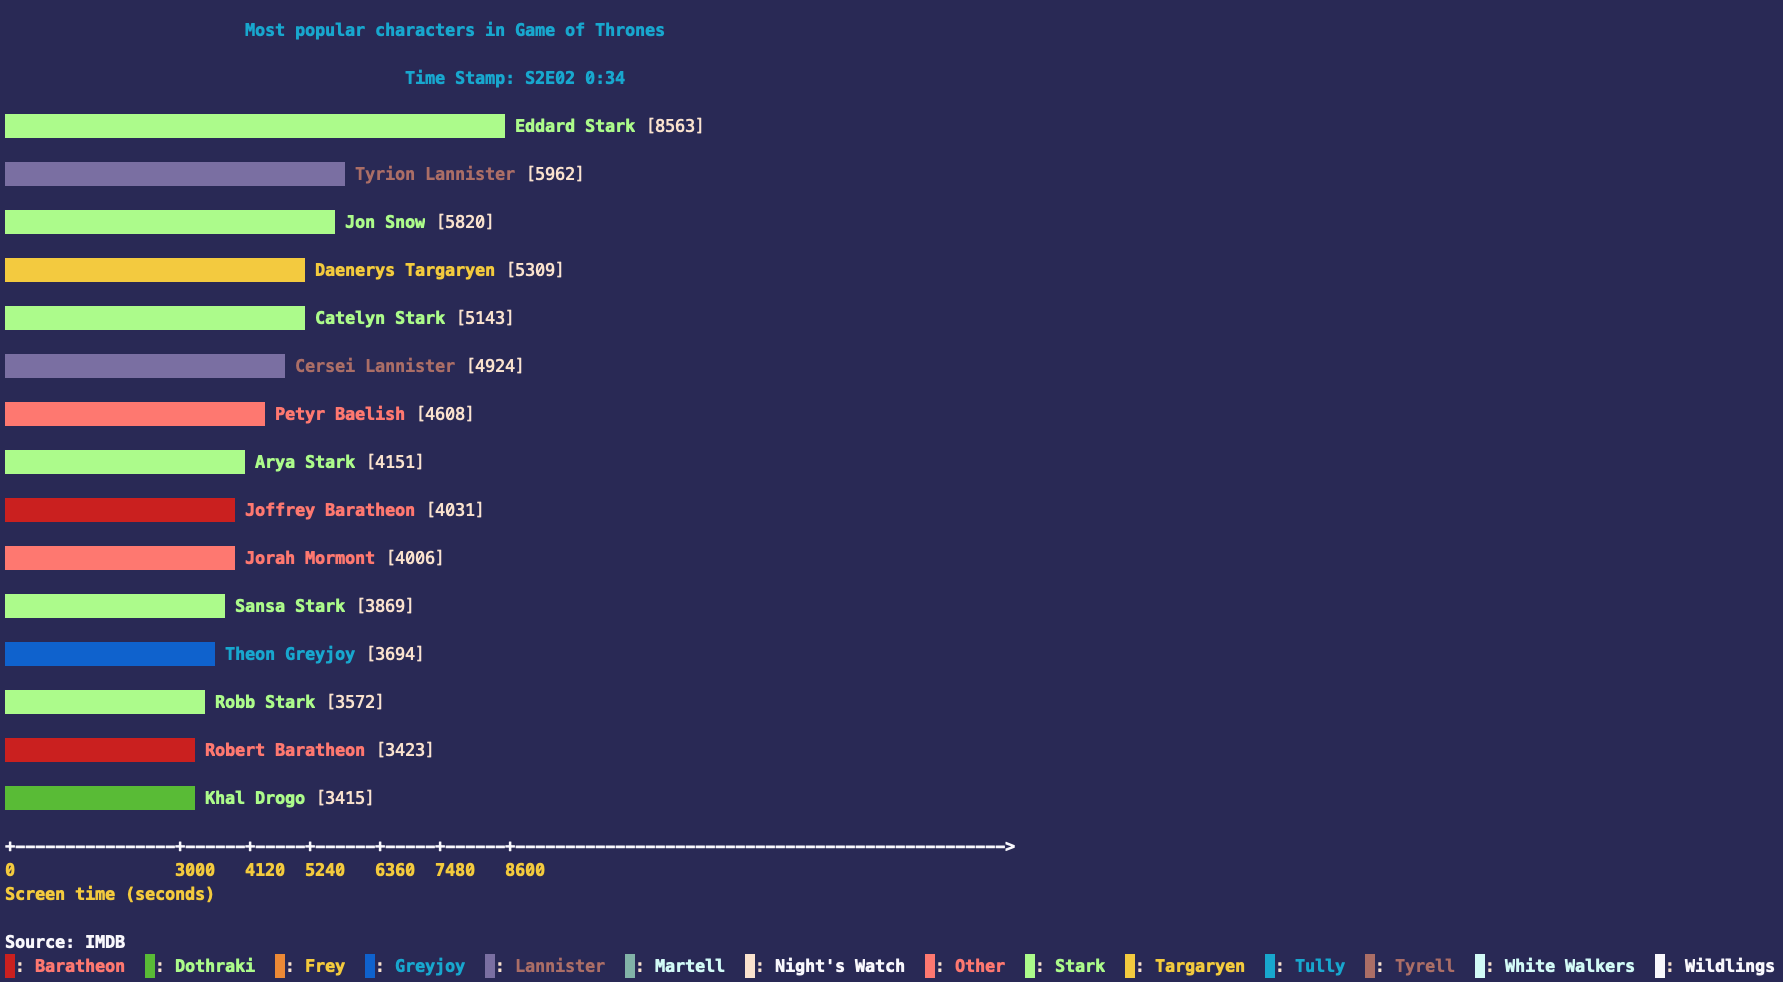 Most popular characters in Game of Thrones
Time Stamp: S2E02 0:34
Eddard Stark [8563]
Tyrion Lannister [5962]
Jon Snow [5820]
Daenerys Targaryen [5309]
Catelyn Stark [5143]
Cersei Lannister [4924]
Petyr Baelish [4608]
Arya Stark [4151]
Joffrey Baratheon [4031]
Jorah Mormont [4006]
Sansa Stark [3869]
Theon Greyjoy [3694]
Robb Stark [3572]
Robert Baratheon [3423]
Khal Drogo [3415]
0 3000 4120 5240 6360 7480 8600
Screen time (seconds)
Source: IMDB
: Baratheon : Dothraki : Frey : Greyjoy : Lannister : Martell : Night's Watch : Other : Stark : Targaryen : Tully : Tyrell : White Walkers : Wildlings